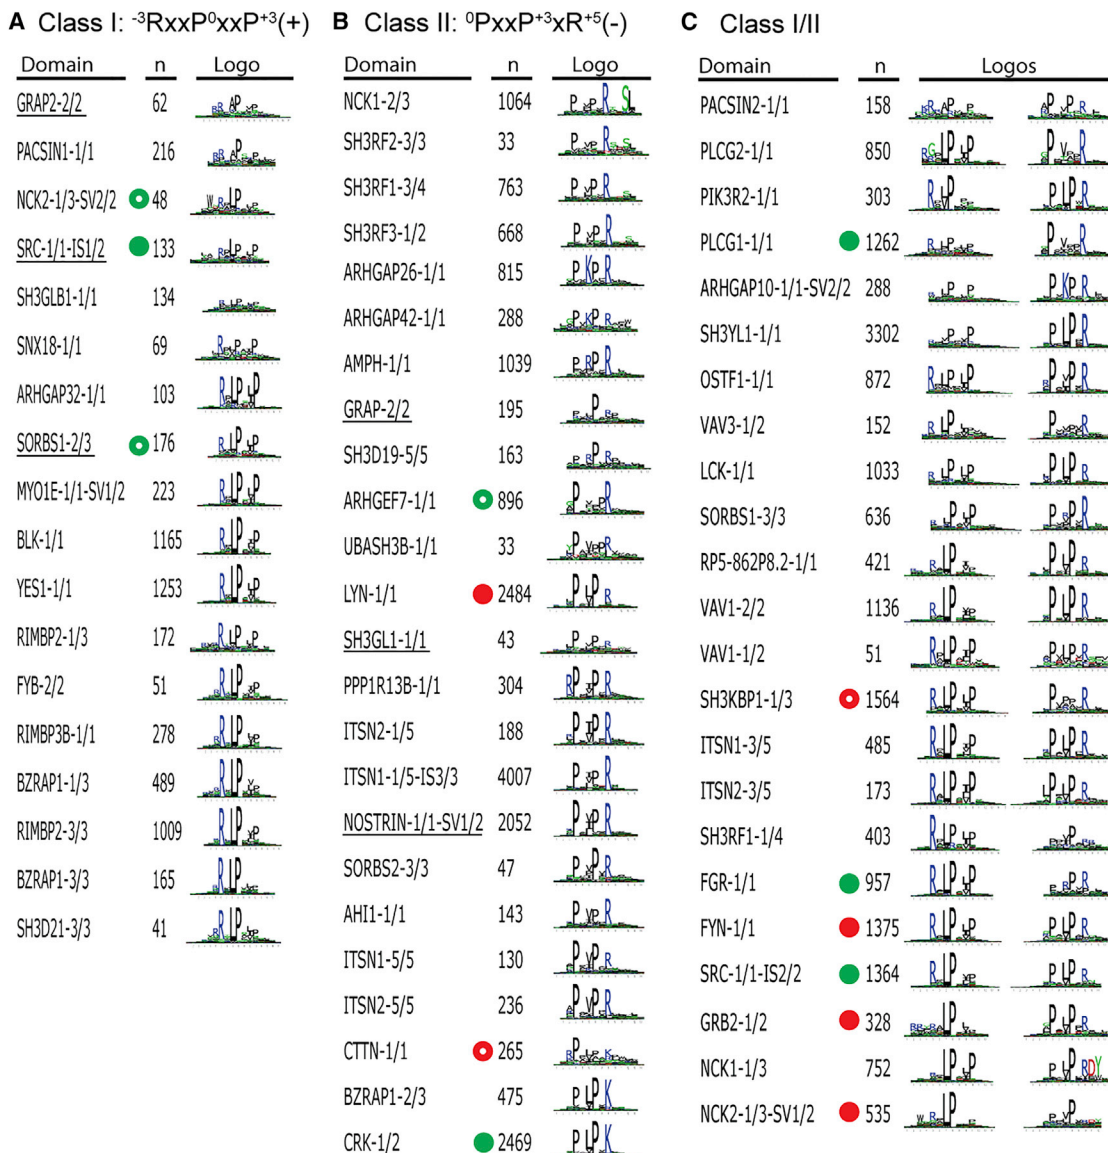 A Class I: -3RxxP0xxP+3(+)
Domain n Logo
GRAP2-2/2 62
PACSIN1-1/1 216
NCK2-1/3-SV2/2 48
SRC-1/1-IS1/2 133
SH3GLB1-1/1 134
SNX18-1/1 69
ARHGAP32-1/1 103
SORBS1-2/3 176
MYO1E-1/1-SV1/2 223
BLK-1/1 1165
YES1-1/1 1253
RIMBP2-1/3 172
FYB-2/2 51
RIMBP3B-1/1 278
BZRAP1-1/3 489
RIMBP2-3/3 1009
BZRAP1-3/3 165
SH3D21-3/3 41
B Class II: 0PxxP+3xR+5(-)
Domain n Logo
NCK1-2/3 1064
SH3RF2-3/3 33
SH3RF1-3/4 763
SH3RF3-1/2 668
ARHGAP26-1/1 815
ARHGAP42-1/1 288
AMPH-1/1 1039
GRAP-2/2 195
SH3D19-5/5 163
ARHGEF7-1/1 896
UBASH3B-1/1 33
LYN-1/1 2484
SH3GL1-1/1 43
PPP1R13B-1/1 304
ITSN2-1/5 188
ITSN1-1/5-IS3/3 4007
NOSTRIN-1/1-SV1/2 2052
SORBS2-3/3 47
AHI1-1/1 143
ITSN1-5/5 130
ITSN2-5/5 236
CTTN-1/1 265
BZRAP1-2/3 475
CRK-1/2 2469
C Class I/II
Domain n Logos
PACSIN2-1/1 158
PLCG2-1/1 850
PIK3R2-1/1 303
PLCG1-1/1 1262
ARHGAP10-1/1-SV2/2 288
SH3YL1-1/1 3302
OSTF1-1/1 872
VAV3-1/2 152
LCK-1/1 1033
SORBS1-3/3 636
RP5-862P8.2-1/1 421
VAV1-2/2 1136
VAV1-1/2 51
SH3KBP1-1/3 1564
ITSN1-3/5 485
ITSN2-3/5 173
SH3RF1-1/4 403
FGR-1/1 957
FYN-1/1 1375
SRC-1/1-IS2/2 1364
GRB2-1/2 328
NCK1-1/3 752
NCK2-1/3-SV1/2 535